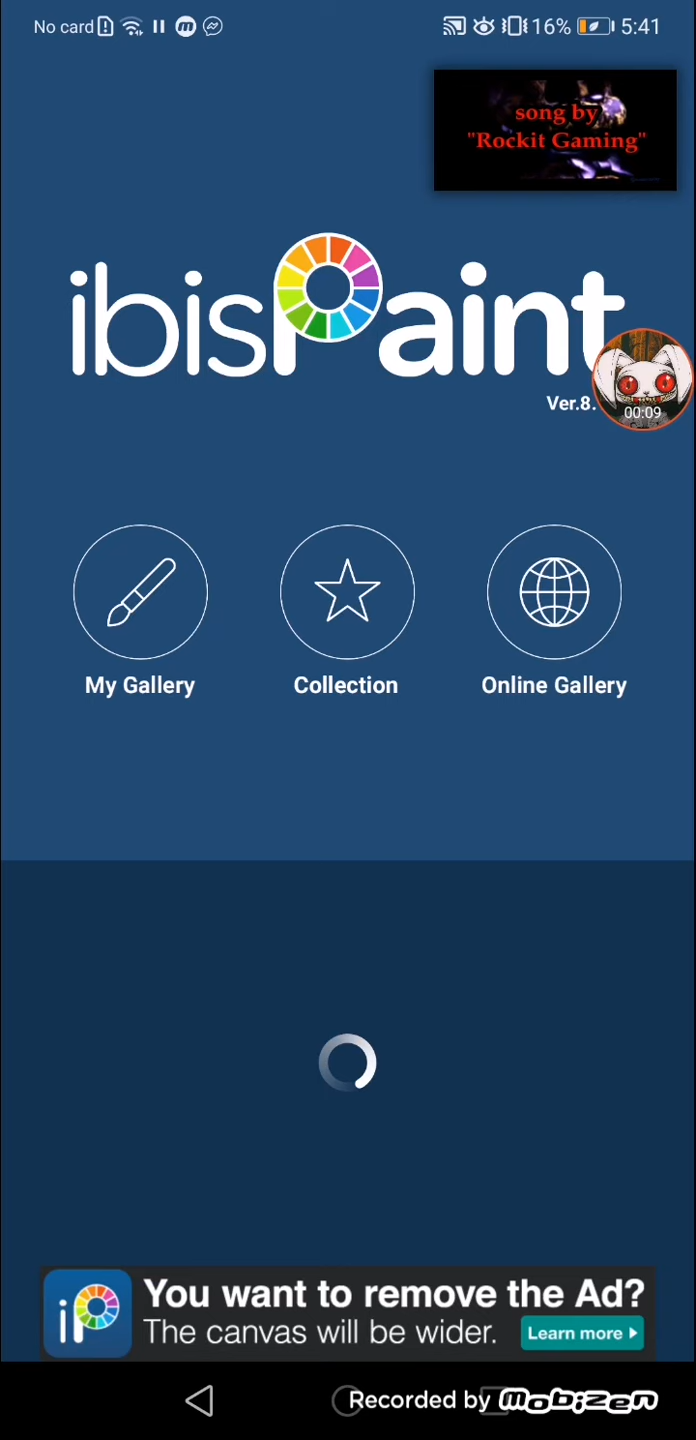 No card 16% 5:41
song by
"Rockit Gaming"
ibisPaint
Ver.8.
00:09
My Gallery Collection Online Gallery
iP You want to remove the Ad?
The canvas will be wider. Learn more
Recorded by mobizen